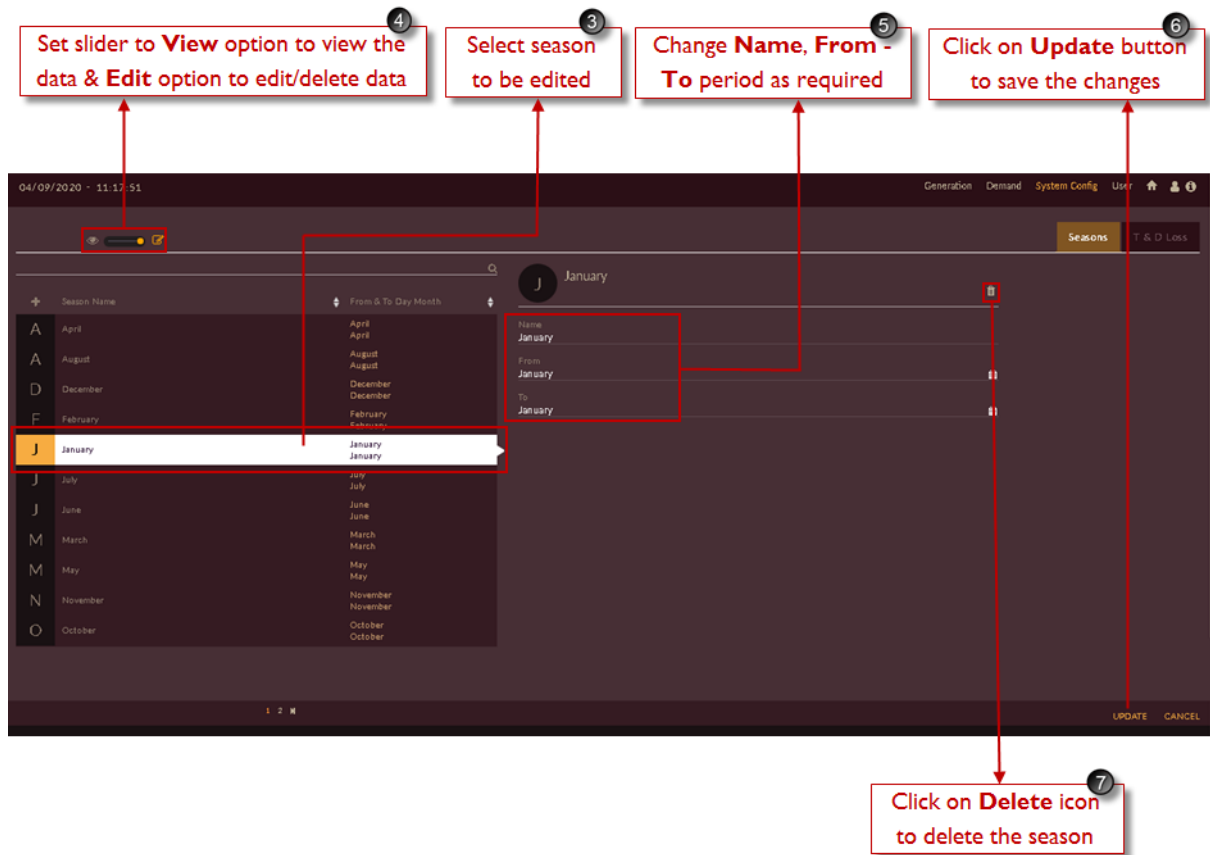 4
Set slider to View option to view the
data & Edit option to edit/delete data
3
Select season
to be edited
5
Change Name, From -
To period as required
6
Click on Update button
to save the changes
04/09/2020 - 11:17:51
Generation Demand System Config User
Seasons T & D Loss
Season Name From & To Day Month
A April April
April
A August August
August
D December December
December
F February February
February
J January January
January
J July July
July
J June June
June
M March March
March
M May May
May
N November November
November
O October October
October
1 2
J January
Name
January
From
January
To
January
UPDATE CANCEL
7
Click on Delete icon
to delete the season